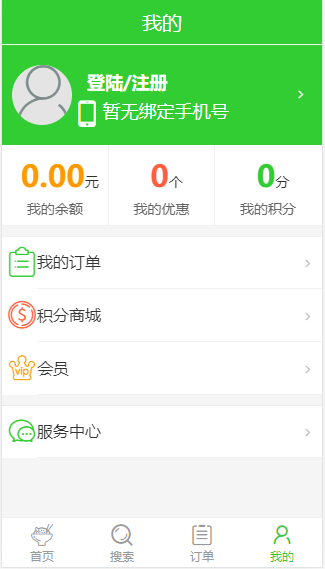 我的
登陆/注册
暂无绑定手机号
0.00元 0个 0分
我的余额 我的优惠 我的积分
我的订单
积分商城
vip 会员
服务中心
首页 搜索 订单 我的